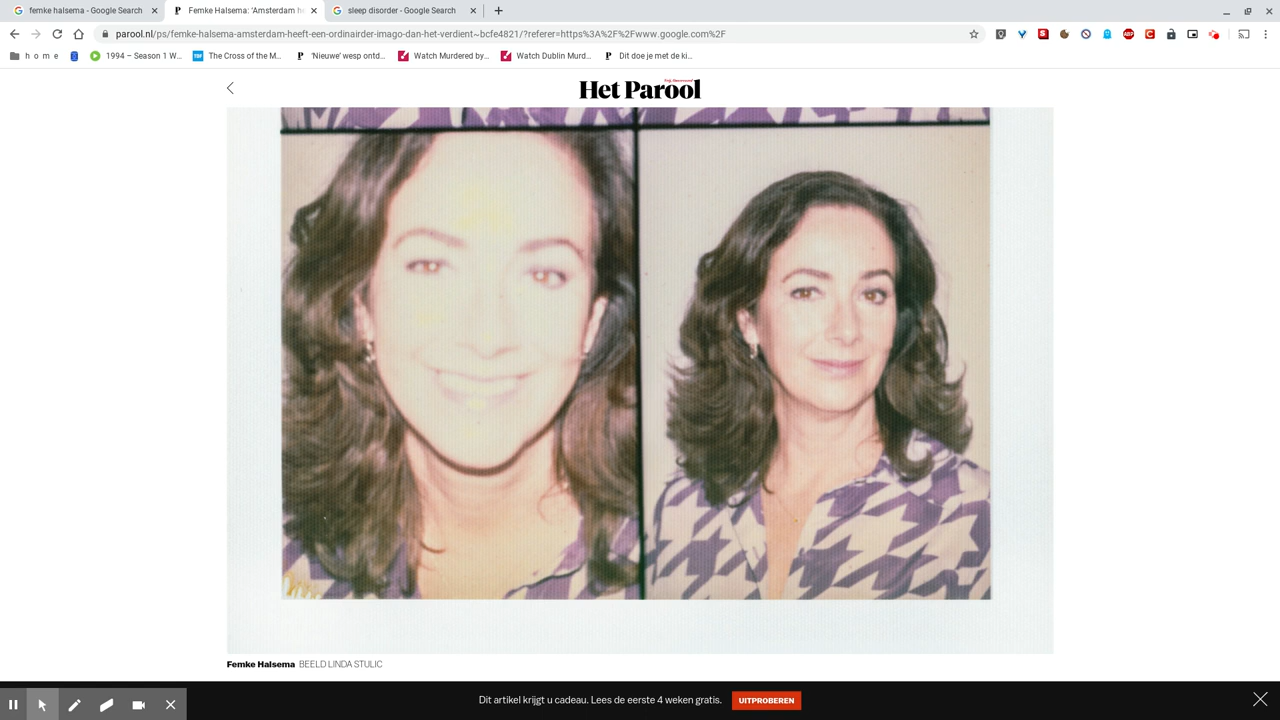 femke halsema - Google Search
Femke Halsema: 'Amsterdam he
sleep disorder - Google Search
parool.nl/ps/femke-halsema-amsterdam-heeft-een-ordinairder-imago-dan-het-verdient~bcfe4821/?referer=https%3A%2F%2Fwww.google.com%2F
h o m e
1994 – Season 1 W...
The Cross of the M...
'Nieuwe' wesp ontd...
Watch Murdered by...
Watch Dublin Murd...
Dit doe je met de ki...
Het Parool
Femke Halsema BEELD LINDA STULIC
Dit artikel krijgt u cadeau. Lees de eerste 4 weken gratis.
UITPROBEREN